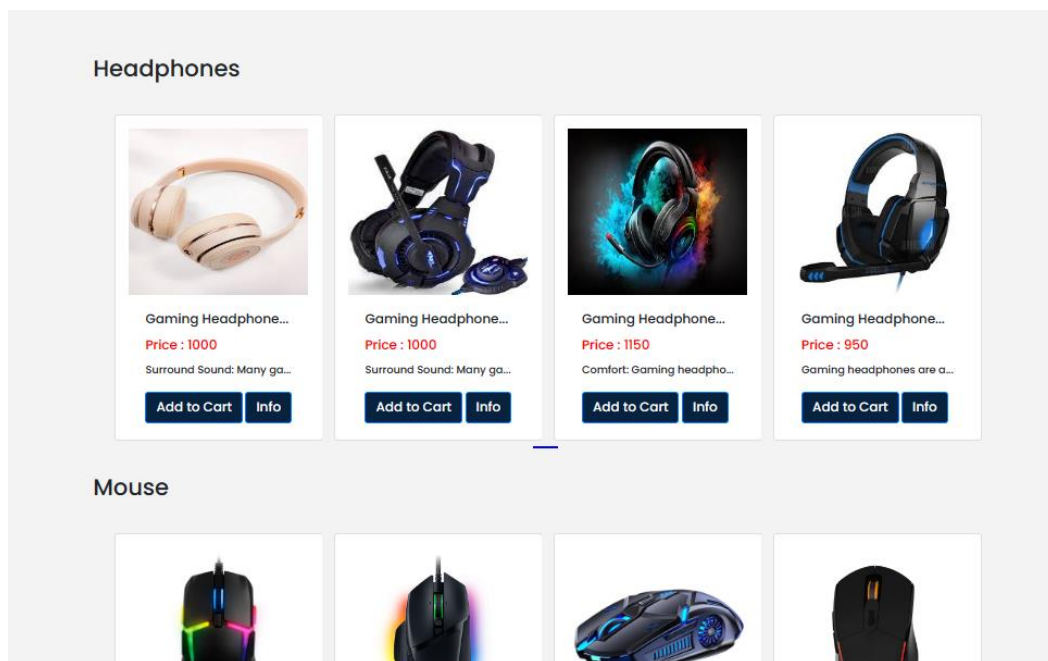 Headphones
Gaming Headphone...
Price : 1000
Surround Sound: Many ga...
Add to Cart
Info
Gaming Headphone...
Price : 1000
Surround Sound: Many ga...
Add to Cart
Info
Gaming Headphone...
Price : 1150
Comfort: Gaming headpho...
Add to Cart
Info
Gaming Headphone...
Price : 950
Gaming headphones are a...
Add to Cart
Info
Mouse